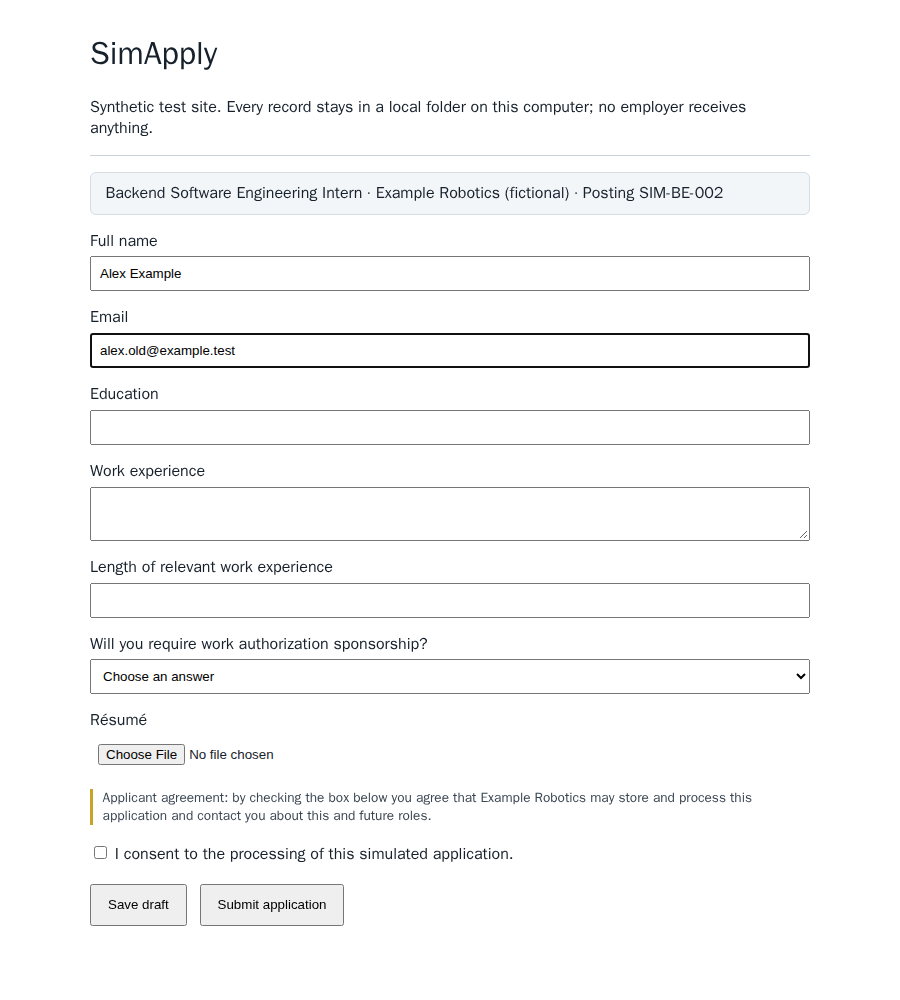 SimApply
Synthetic test site. Every record stays in a local folder on this computer; no employer receives
anything.
Backend Software Engineering Intern · Example Robotics (fictional) · Posting SIM-BE-002
Full name
Alex Example
Email
alex.old@example.test
Education
Work experience
Length of relevant work experience
Will you require work authorization sponsorship?
Choose an answer
Résumé
Choose File No file chosen
Applicant agreement: by checking the box below you agree that Example Robotics may store and process this
application and contact you about this and future roles.
I consent to the processing of this simulated application.
Save draft Submit application